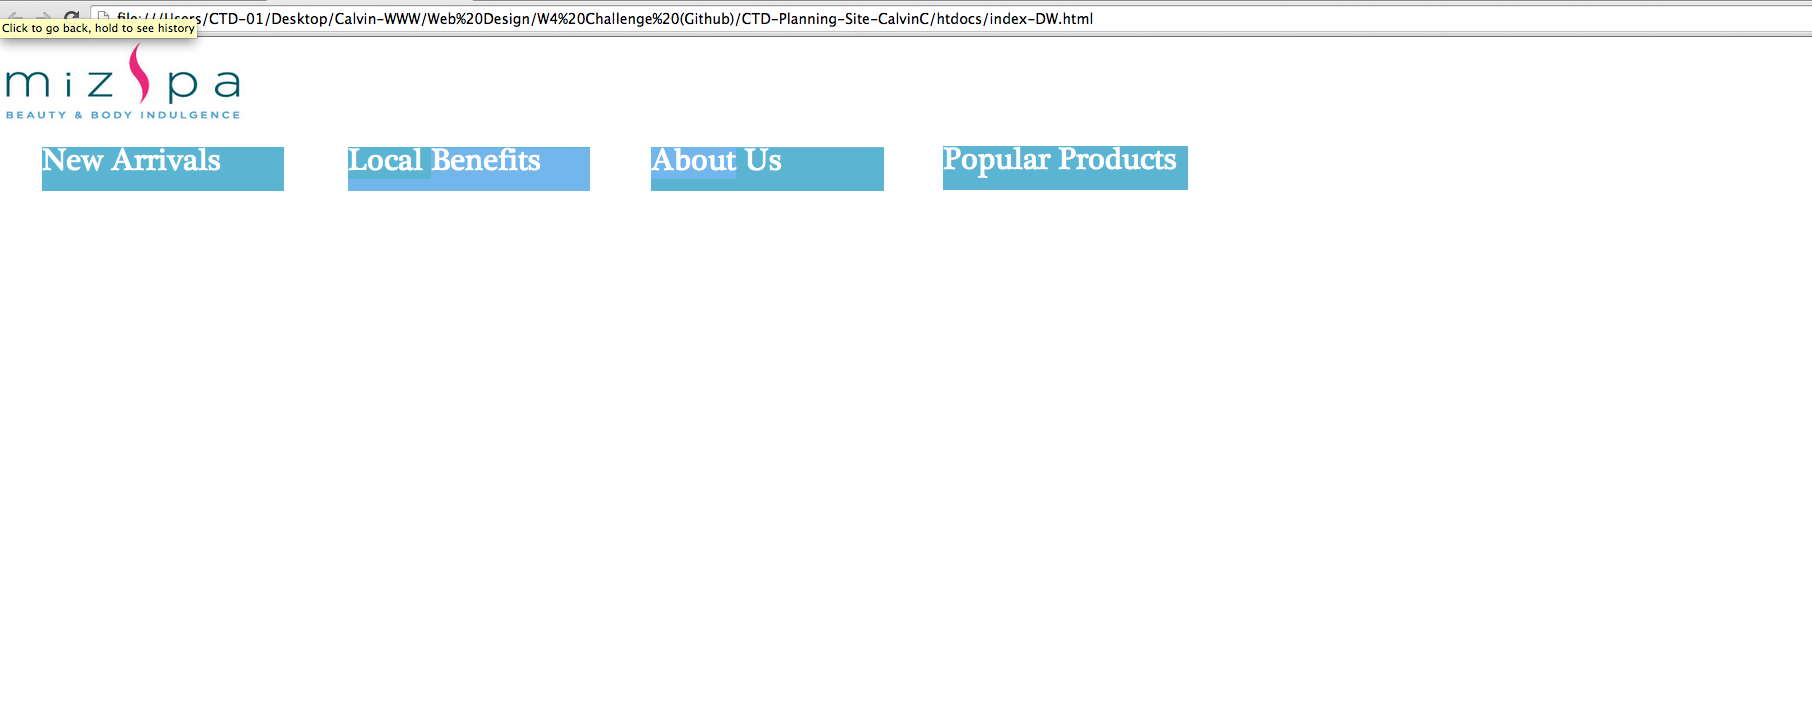 file:///Users/CTD-01/Desktop/Calvin-WWW/Web%20Design/W4%20Challenge%20(Github)/CTD-Planning-Site-CalvinC/htdocs/index-DW.html
Click to go back, hold to see history
mizspa
BEAUTY & BODY INDULGENCE
New Arrivals
Local Benefits
About Us
Popular Products